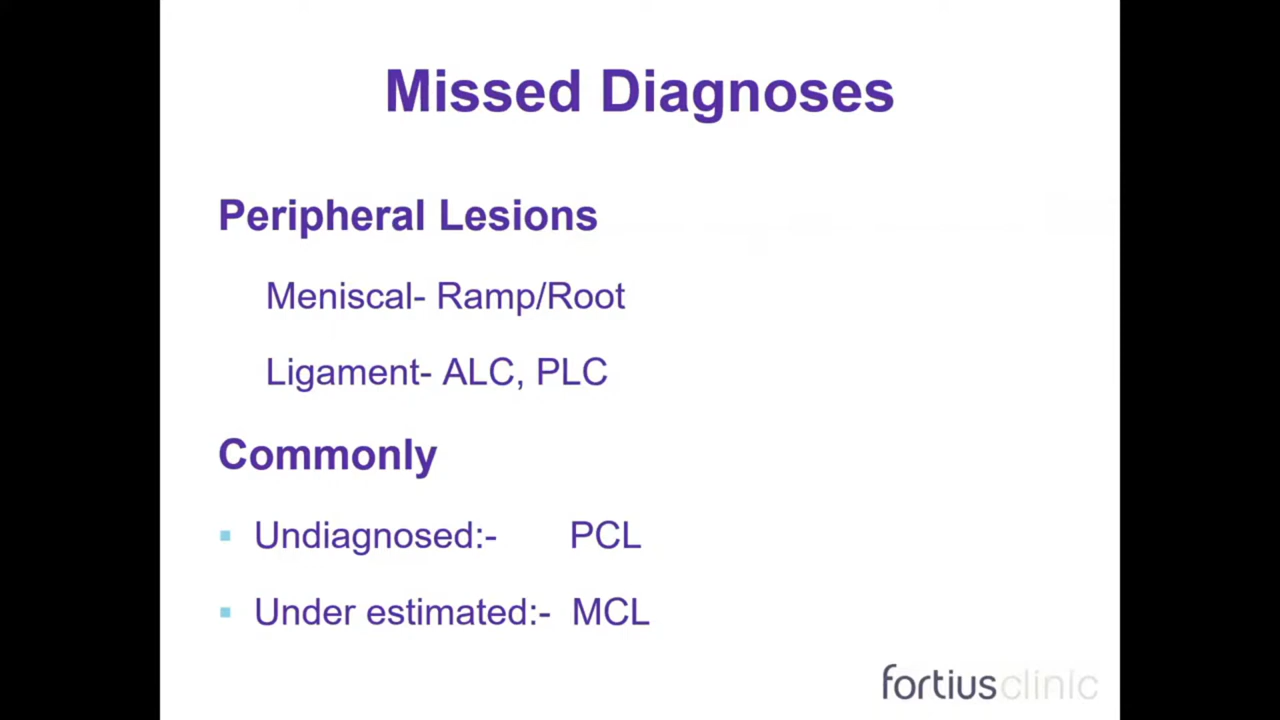 Missed Diagnoses
Peripheral Lesions
Meniscal- Ramp/Root
Ligament- ALC, PLC
Commonly
▪ Undiagnosed:- PCL
▪ Under estimated:- MCL
fortiusclinic